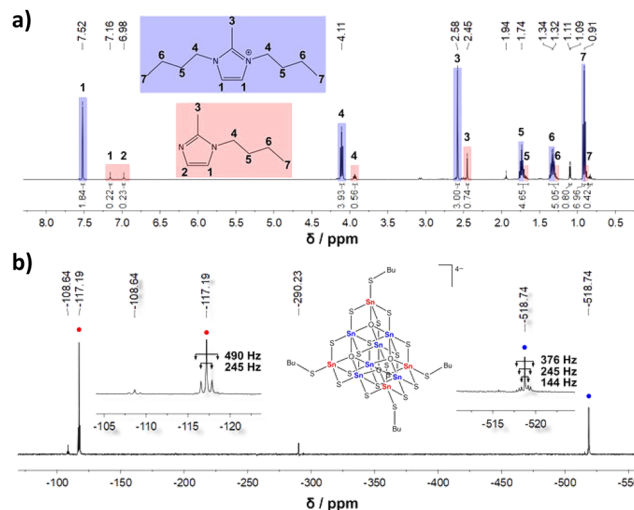 a)
7.52 7.16 6.98 4.11 2.58 2.45 1.94 1.74 1.34 1.32 1.11 1.09 0.91
3
6 4 4 6
N N +
7 5 5 7
1 1
3
N N 4 6
5 7
2 1
1 1 2 4 4 3 3 5 5 6 6 7 7
1.84 0.22 0.23 3.93 0.56 3.00 0.74 4.65 5.05 0.80 6.96 0.42
8.0 7.5 7.0 6.5 6.0 5.5 5.0 4.5 4.0 3.5 3.0 2.5 2.0 1.5 1.0 0.5
δ / ppm
b)
-108.64 -117.19 -290.23 -518.74
-108.64 -117.19
490 Hz
245 Hz
-105 -110 -115 -120
4−
Bu S Sn S O
-518.74
376 Hz
245 Hz
144 Hz
-515 -520
-100 -150 -200 -250 -300 -350 -400 -450 -500
δ / ppm